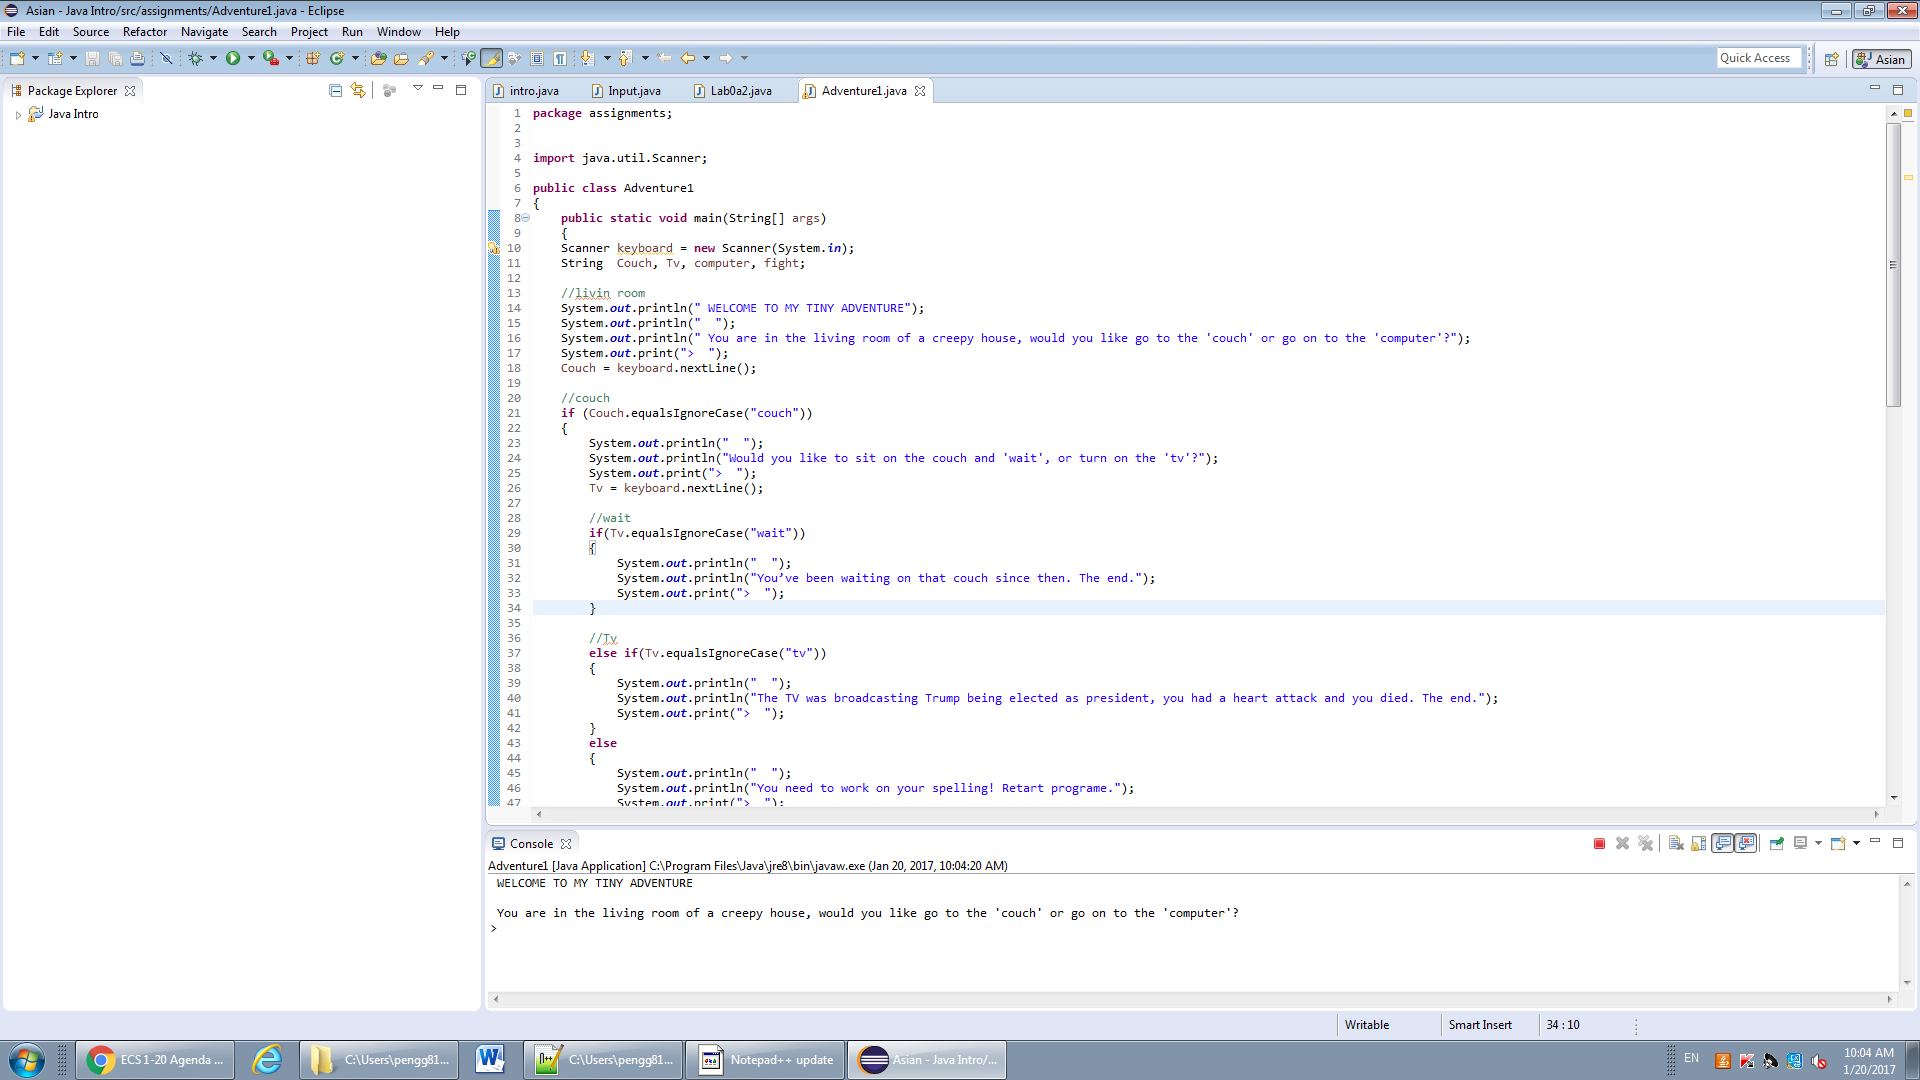 Asian - Java Intro/src/assignments/Adventure1.java - Eclipse
File Edit Source Refactor Navigate Search Project Run Window Help
Quick Access
Asian
Package Explorer
Java Intro
intro.java Input.java Lab0a2.java Adventure1.java
1 package assignments;
2
3
4 import java.util.Scanner;
5
6 public class Adventure1
7 {
8 public static void main(String[] args)
9 {
10 Scanner keyboard = new Scanner(System.in);
11 String  Couch, Tv, computer, fight;
12
13 //livin room
14 System.out.println(" WELCOME TO MY TINY ADVENTURE");
15 System.out.println("  ");
16 System.out.println(" You are in the living room of a creepy house, would you like go to the 'couch' or go on to the 'computer'?");
17 System.out.print(">  ");
18 Couch = keyboard.nextLine();
19
20 //couch
21 if (Couch.equalsIgnoreCase("couch"))
22 {
23 System.out.println("  ");
24 System.out.println("Would you like to sit on the couch and 'wait', or turn on the 'tv'?");
25 System.out.print(">  ");
26 Tv = keyboard.nextLine();
27
28 //wait
29 if(Tv.equalsIgnoreCase("wait"))
30 {
31 System.out.println("  ");
32 System.out.println("You’ve been waiting on that couch since then. The end.");
33 System.out.print(">  ");
34 }
35
36 //Tv
37 else if(Tv.equalsIgnoreCase("tv"))
38 {
39 System.out.println("  ");
40 System.out.println("The TV was broadcasting Trump being elected as president, you had a heart attack and you died. The end.");
41 System.out.print(">  ");
42 }
43 else
44 {
45 System.out.println("  ");
46 System.out.println("You need to work on your spelling! Retart programe.");
47 System.out.print(">  ");
Console
Adventure1 [Java Application] C:\Program Files\Java\jre8\bin\javaw.exe (Jan 20, 2017, 10:04:20 AM)
WELCOME TO MY TINY ADVENTURE
You are in the living room of a creepy house, would you like go to the 'couch' or go on to the 'computer'?
>
Writable Smart Insert 34 : 10
ECS 1-20 Agenda ... C:\Users\pengg81... C:\Users\pengg81... Notepad++ update Asian - Java Intro/... EN 10:04 AM
1/20/2017